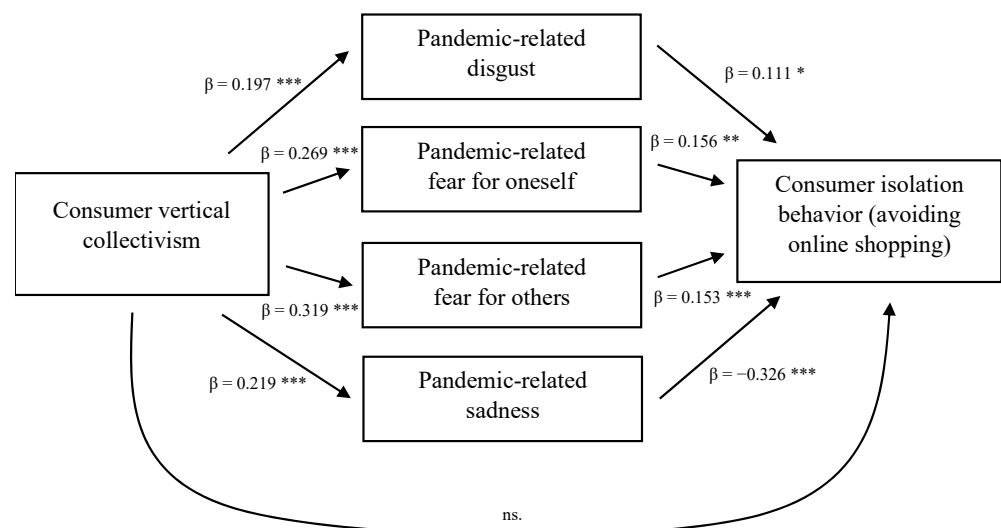 Pandemic-related
disgust
β = 0.197 ***
β = 0.111 *
Pandemic-related
fear for oneself
β = 0.269 ***
β = 0.156 **
Consumer vertical
collectivism
Consumer isolation
behavior (avoiding
online shopping)
Pandemic-related
fear for others
β = 0.319 ***
β = 0.153 ***
Pandemic-related
sadness
β = 0.219 ***
β = −0.326 ***
ns.